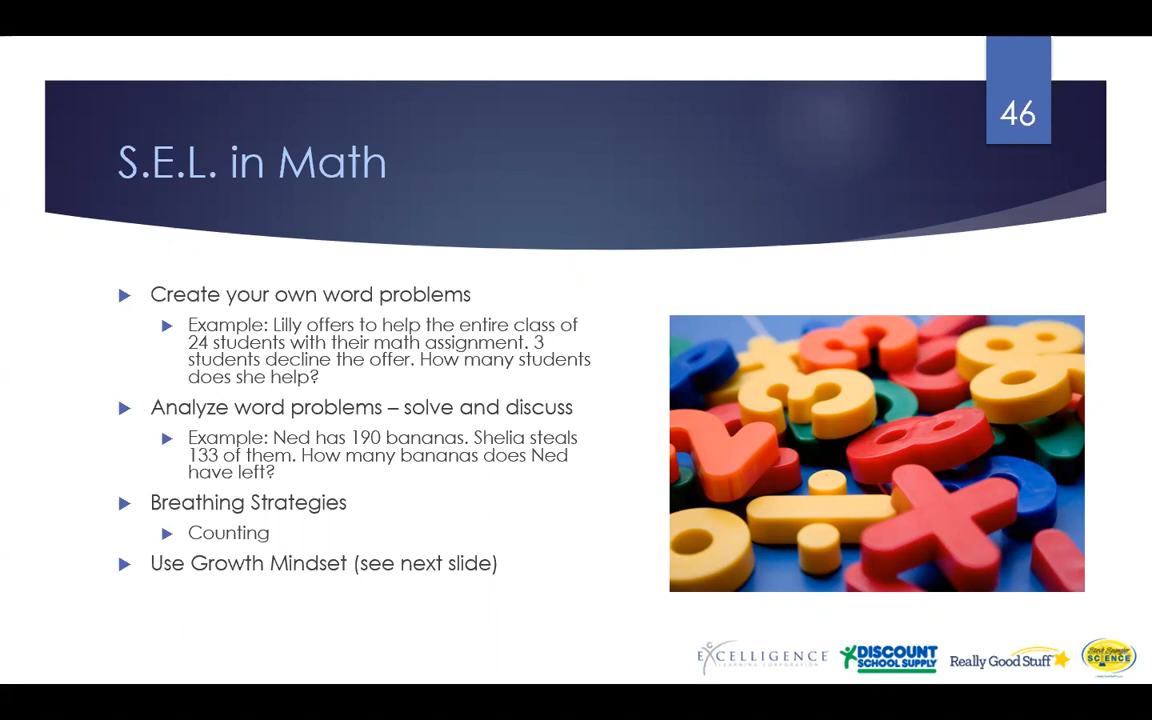 46
S.E.L. in Math
Create your own word problems
Example: Lilly offers to help the entire class of
24 students with their math assignment. 3
students decline the offer. How many students
does she help?
Analyze word problems – solve and discuss
Example: Ned has 190 bananas. Shelia steals
133 of them. How many bananas does Ned
have left?
Breathing Strategies
Counting
Use Growth Mindset (see next slide)
EXCELLIGENCE
LEARNING CORPORATION
DISCOUNT
SCHOOL SUPPLY
Really Good Stuff
Steve Spangler
SCIENCE